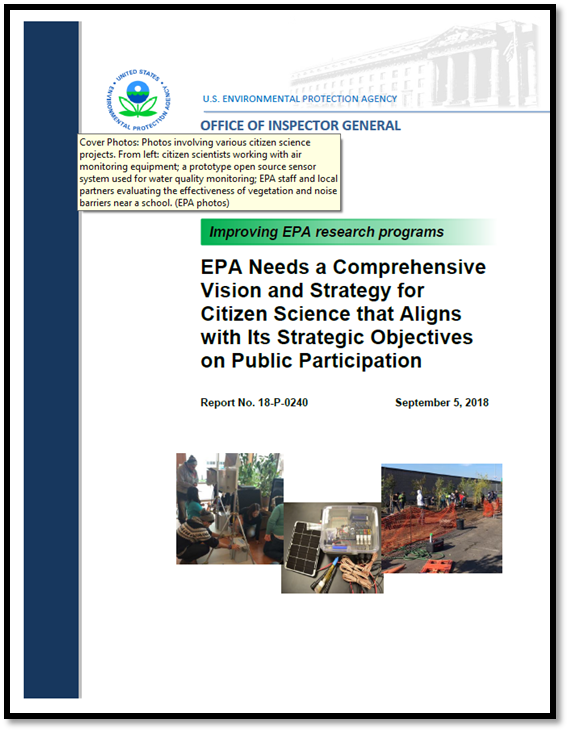 UNITED STATES
ENVIRONMENTAL PROTECTION AGENCY
U.S. ENVIRONMENTAL PROTECTION AGENCY
OFFICE OF INSPECTOR GENERAL
Cover Photos: Photos involving various citizen science
projects. From left: citizen scientists working with air
monitoring equipment; a prototype open source sensor
system used for water quality monitoring; EPA staff and local
partners evaluating the effectiveness of vegetation and noise
barriers near a school. (EPA photos)
Improving EPA research programs
EPA Needs a Comprehensive
Vision and Strategy for
Citizen Science that Aligns
with Its Strategic Objectives
on Public Participation
Report No. 18-P-0240 September 5, 2018